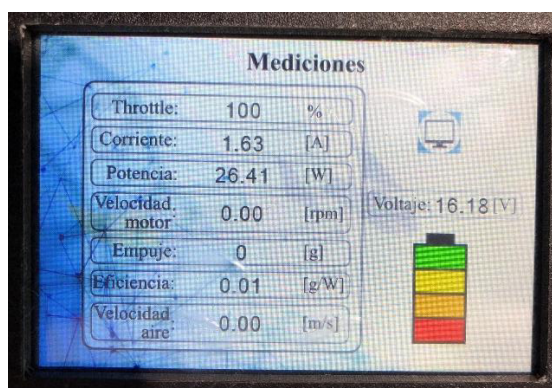 Mediciones
Throttle: 100 %
Corriente: 1.63 [A]
Potencia: 26.41 [W]
Velocidad
motor: 0.00 [rpm]
Voltaje: 16.18 [V]
Empuje: 0 [g]
Eficiencia: 0.01 [g/W]
Velocidad
aire: 0.00 [m/s]